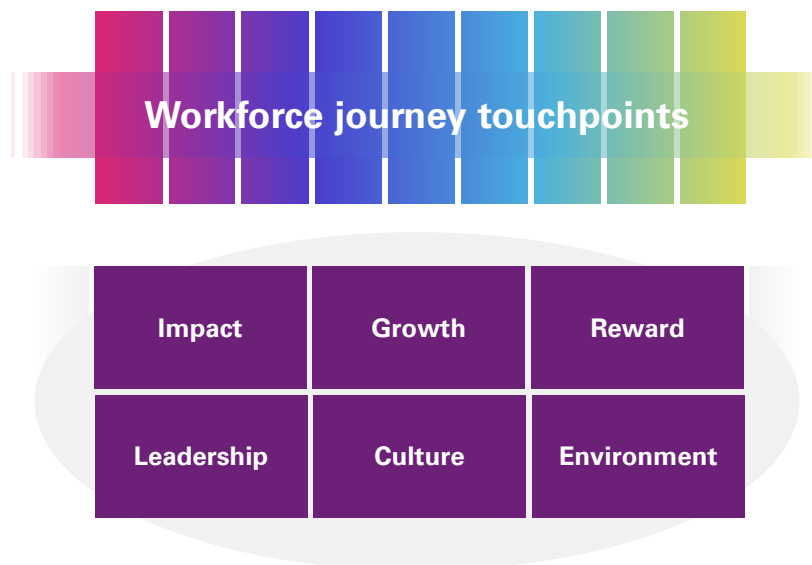 Workforce journey touchpoints
Impact
Growth
Reward
Leadership
Culture
Environment